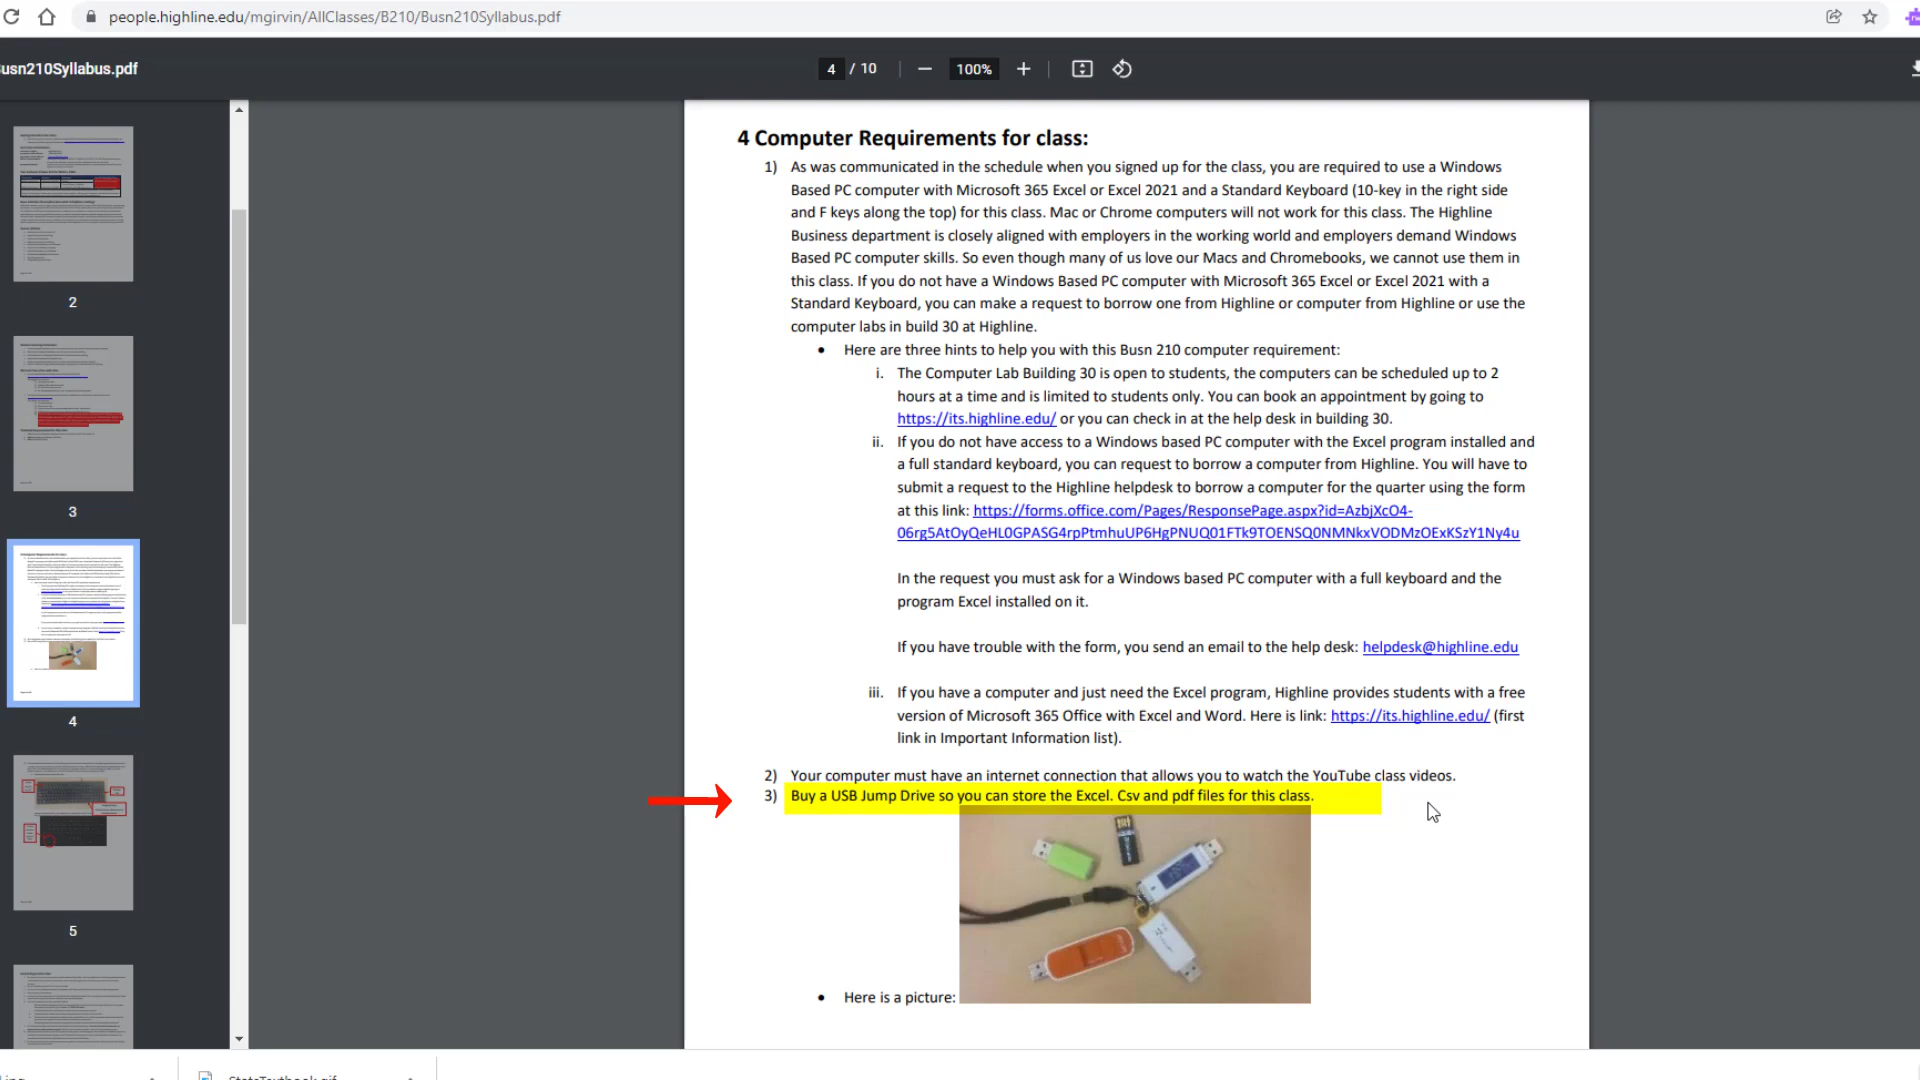 people.highline.edu/mgirvin/AllClasses/B210/Busn210Syllabus.pdf
usn210Syllabus.pdf
4 / 10
100%
4 Computer Requirements for class:
1) As was communicated in the schedule when you signed up for the class, you are required to use a Windows
Based PC computer with Microsoft 365 Excel or Excel 2021 and a Standard Keyboard (10-key in the right side
and F keys along the top) for this class. Mac or Chrome computers will not work for this class. The Highline
Business department is closely aligned with employers in the working world and employers demand Windows
Based PC computer skills. So even though many of us love our Macs and Chromebooks, we cannot use them in
this class. If you do not have a Windows Based PC computer with Microsoft 365 Excel or Excel 2021 with a
Standard Keyboard, you can make a request to borrow one from Highline or computer from Highline or use the
computer labs in build 30 at Highline.
• Here are three hints to help you with this Busn 210 computer requirement:
i. The Computer Lab Building 30 is open to students, the computers can be scheduled up to 2
hours at a time and is limited to students only. You can book an appointment by going to
https://its.highline.edu/ or you can check in at the help desk in building 30.
ii. If you do not have access to a Windows based PC computer with the Excel program installed and
a full standard keyboard, you can request to borrow a computer from Highline. You will have to
submit a request to the Highline helpdesk to borrow a computer for the quarter using the form
at this link: https://forms.office.com/Pages/ResponsePage.aspx?id=AzbjXcO4-
06rg5AtOyQeHL0GPASG4rpPtmhuUP6HgPNUQ01FTk9TOENSQ0NMNkxVODMzOExKSzY1Ny4u
In the request you must ask for a Windows based PC computer with a full keyboard and the
program Excel installed on it.
If you have trouble with the form, you send an email to the help desk: helpdesk@highline.edu
iii. If you have a computer and just need the Excel program, Highline provides students with a free
version of Microsoft 365 Office with Excel and Word. Here is link: https://its.highline.edu/ (first
link in Important Information list).
2) Your computer must have an internet connection that allows you to watch the YouTube class videos.
3) Buy a USB Jump Drive so you can store the Excel. Csv and pdf files for this class.
• Here is a picture:
2
3
4
5
StatsTextbook.gif